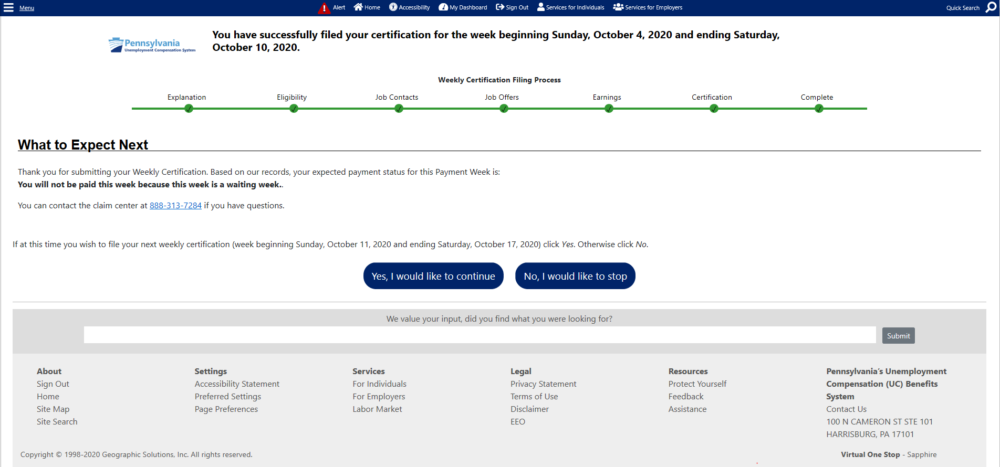 Menu
Alert Home Accessibility My Dashboard Sign Out Services for Individuals Services for Employers
Quick Search
Pennsylvania
Unemployment Compensation System
You have successfully filed your certification for the week beginning Sunday, October 4, 2020 and ending Saturday,
October 10, 2020.
Weekly Certification Filing Process
Explanation Eligibility Job Contacts Job Offers Earnings Certification Complete
What to Expect Next
Thank you for submitting your Weekly Certification. Based on our records, your expected payment status for this Payment Week is:
You will not be paid this week because this week is a waiting week..
You can contact the claim center at 888-313-7284 if you have questions.
If at this time you wish to file your next weekly certification (week beginning Sunday, October 11, 2020 and ending Saturday, October 17, 2020) click Yes. Otherwise click No.
Yes, I would like to continue
No, I would like to stop
We value your input, did you find what you were looking for?
Submit
About
Sign Out
Home
Site Map
Site Search
Settings
Accessibility Statement
Preferred Settings
Page Preferences
Services
For Individuals
For Employers
Labor Market
Legal
Privacy Statement
Terms of Use
Disclaimer
EEO
Resources
Protect Yourself
Feedback
Assistance
Pennsylvania's Unemployment
Compensation (UC) Benefits
System
Contact Us
100 N CAMERON ST STE 101
HARRISBURG, PA 17101
Copyright © 1998-2020 Geographic Solutions, Inc. All rights reserved.
Virtual One Stop - Sapphire